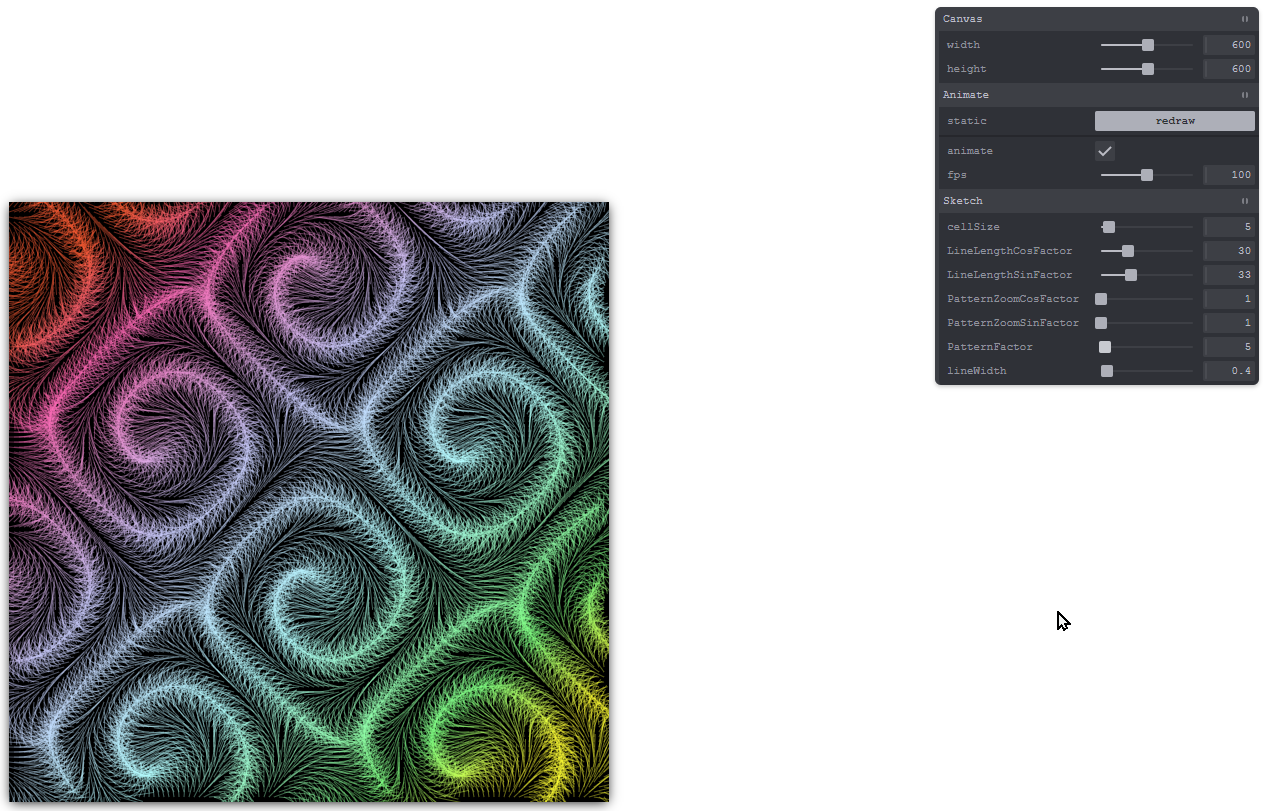 Canvas
width 600
height 600
Animate
static redraw
animate
fps 100
Sketch
cellSize 5
LineLengthCosFactor 30
LineLengthSinFactor 33
PatternZoomCosFactor 1
PatternZoomSinFactor 1
PatternFactor 5
lineWidth 0.4